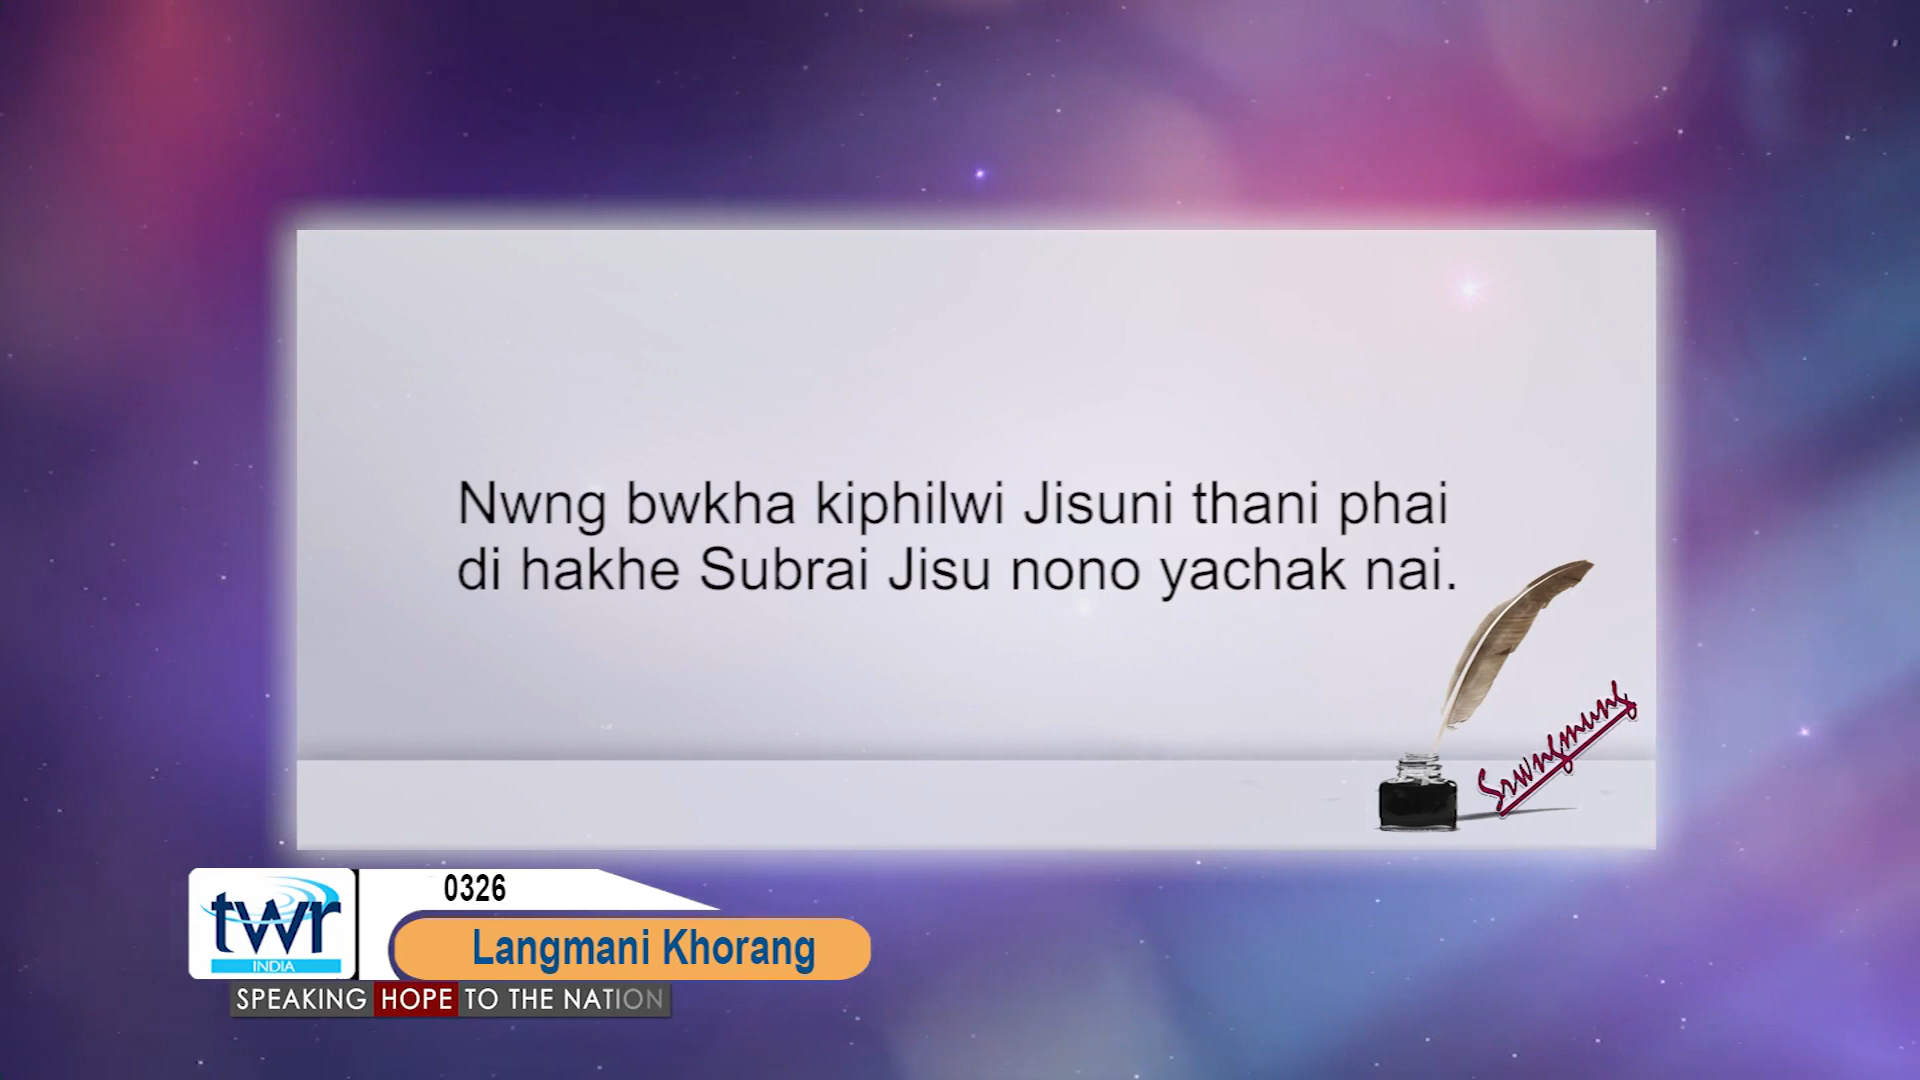 Nwng bwkha kiphilwi Jisuni thani phai
di hakhe Subrai Jisu nono yachak nai.
Srwngmung
0326
twr
INDIA
Langmani Khorang
SPEAKING HOPE TO THE NATION